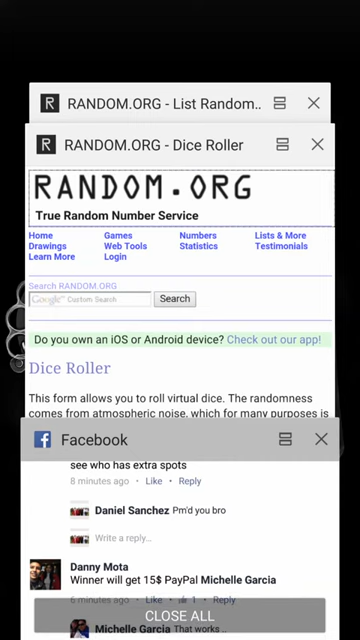 RANDOM.ORG - List Random..
RANDOM.ORG - Dice Roller
RANDOM.ORG
True Random Number Service
Home Games Numbers Lists & More
Drawings Web Tools Statistics Testimonials
Learn More Login
Search RANDOM.ORG
Google Custom Search Search
Do you own an iOS or Android device? Check out our app!
Dice Roller
This form allows you to roll virtual dice. The randomness
comes from atmospheric noise, which for many purposes is
Facebook
see who has extra spots
8 minutes ago · Like · Reply
Daniel Sanchez Pm'd you bro
Write a reply...
Danny Mota
Winner will get 15$ PayPal Michelle Garcia
6 minutes ago · Like · 1 · Reply
CLOSE ALL
Michelle Garcia That works ..